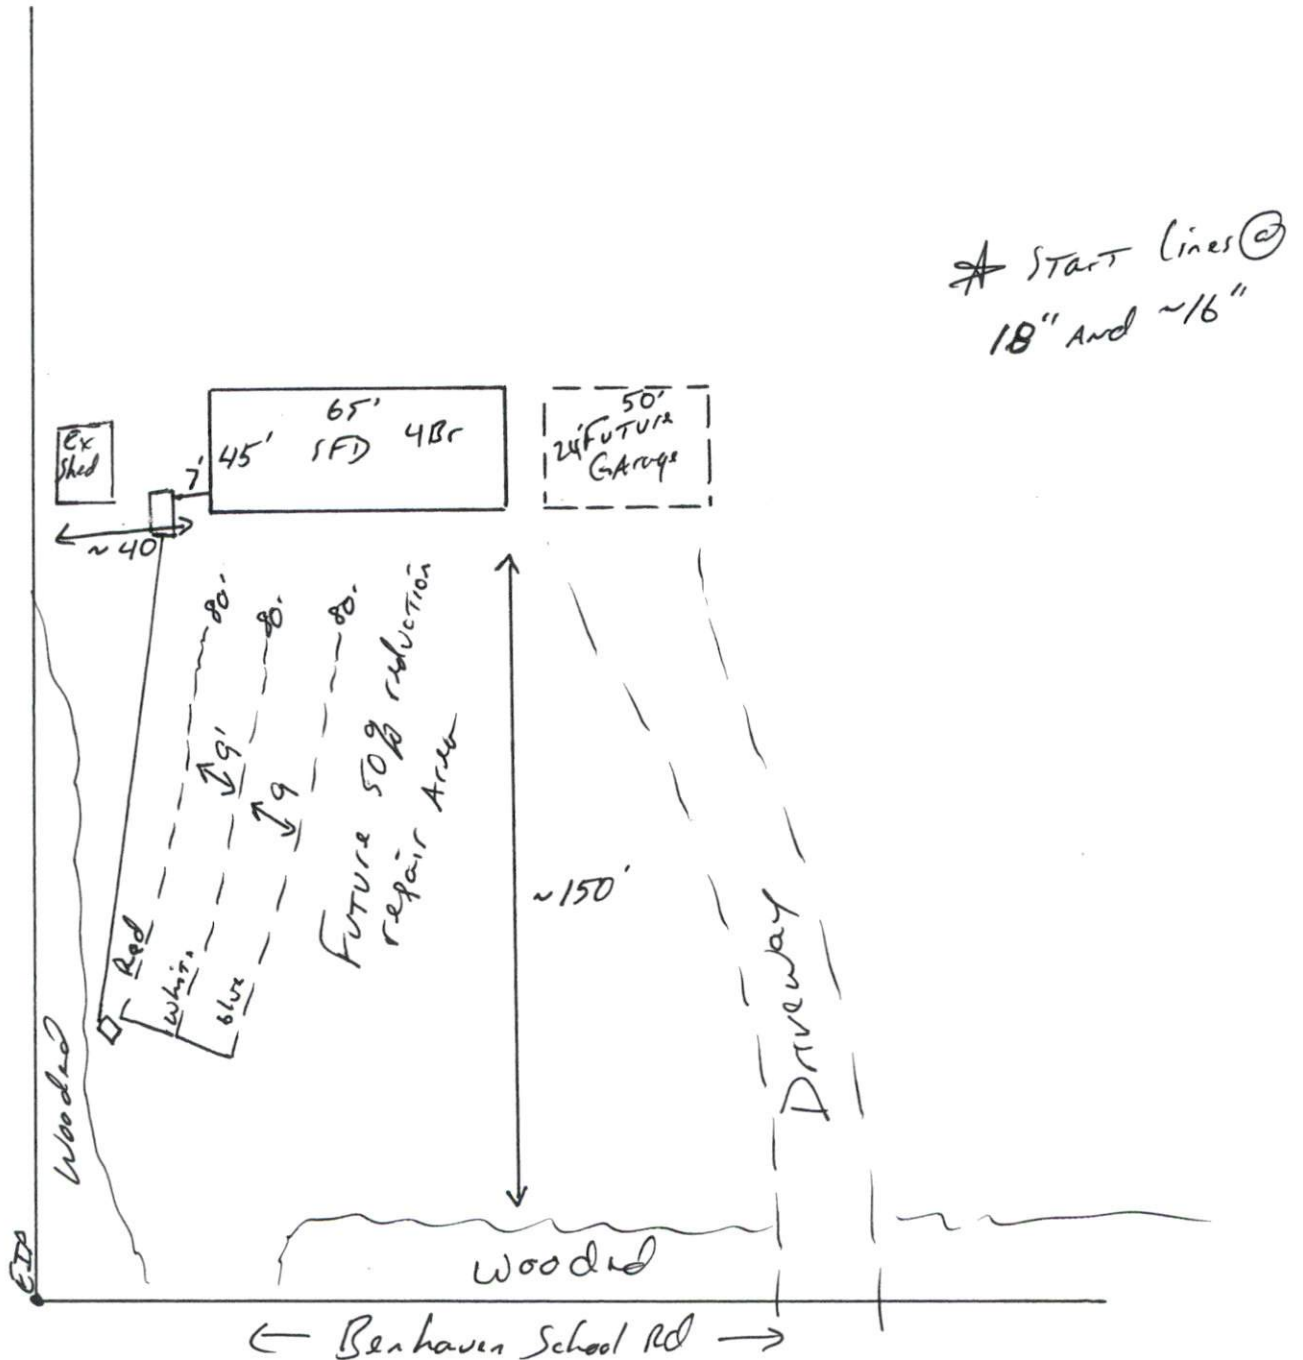 ☆ Start lines @
18" And ~16"
65'
45' SFD 4Br
50'
24' Future
Garage
Ex
Shed
7'
~40
80'
80'
80'
9'
9
Future 50% reduction
repair Area
~150'
Red
White
blue
Driveway
Wooded
Wooded
EIP
← Benhaven School Rd →